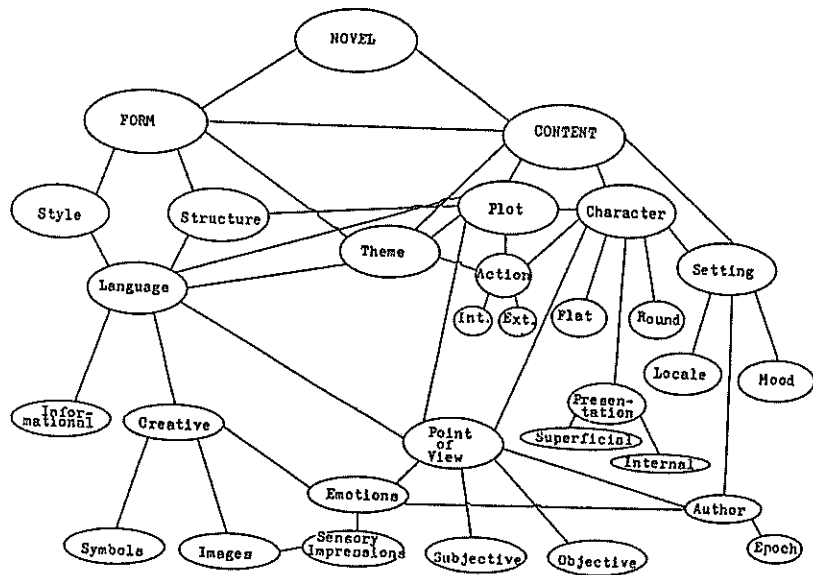 NOVEL
FORM
CONTENT
Style
Structure
Plot
Character
Theme
Action
Setting
Language
Int.
Ext.
Flat
Round
Locale
Mood
Infor-
mational
Creative
Presen-
tation
Point
of
View
Superficial
Internal
Emotions
Author
Symbols
Images
Sensory
Impressions
Subjective
Objective
Epoch